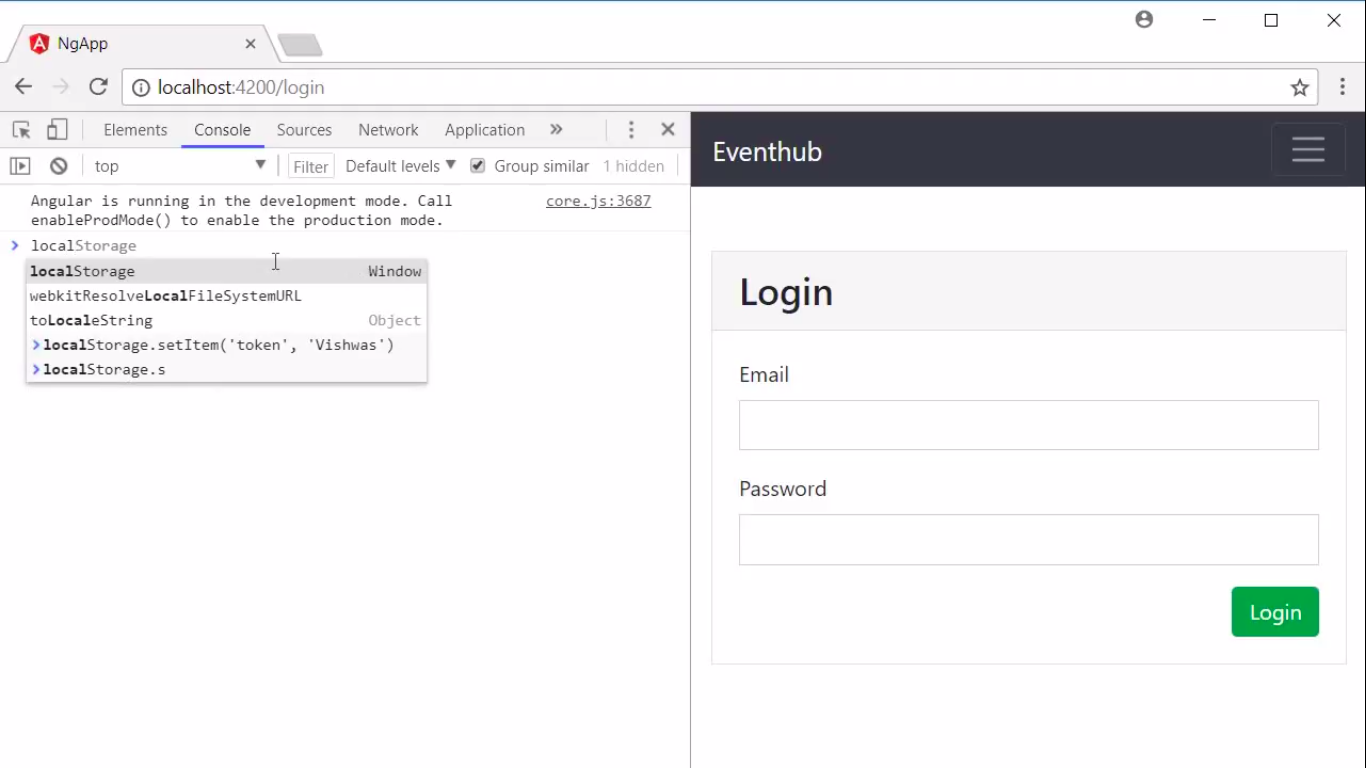 NgApp
localhost:4200/login
Elements Console Sources Network Application »
top Filter Default levels Group similar 1 hidden
Angular is running in the development mode. Call core.js:3687
enableProdMode() to enable the production mode.
localStorage
localStorage Window
webkitResolveLocalFileSystemURL
toLocaleString Object
>localStorage.setItem('token', 'Vishwas')
>localStorage.s
Eventhub
Login
Email
Password
Login